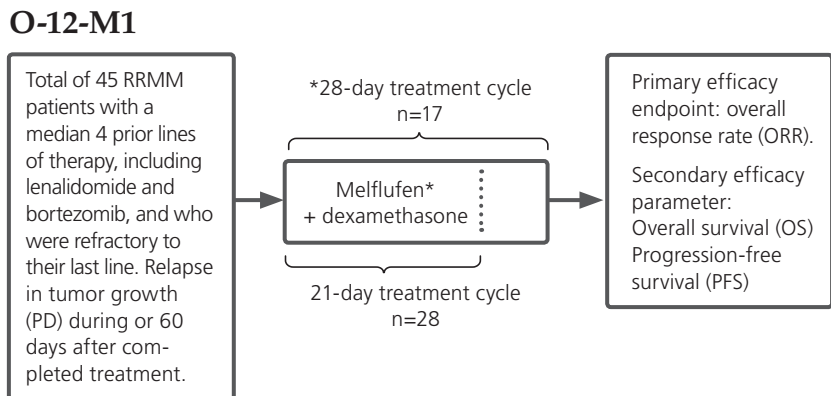 O-12-M1
Total of 45 RRMM
patients with a
median 4 prior lines
of therapy, including
lenalidomide and
bortezomib, and who
were refractory to
their last line. Relapse
in tumor growth
(PD) during or 60
days after com-
pleted treatment.
*28-day treatment cycle
n=17
Melflufen*
+ dexamethasone
21-day treatment cycle
n=28
Primary efficacy
endpoint: overall
response rate (ORR).
Secondary efficacy
parameter:
Overall survival (OS)
Progression-free
survival (PFS)